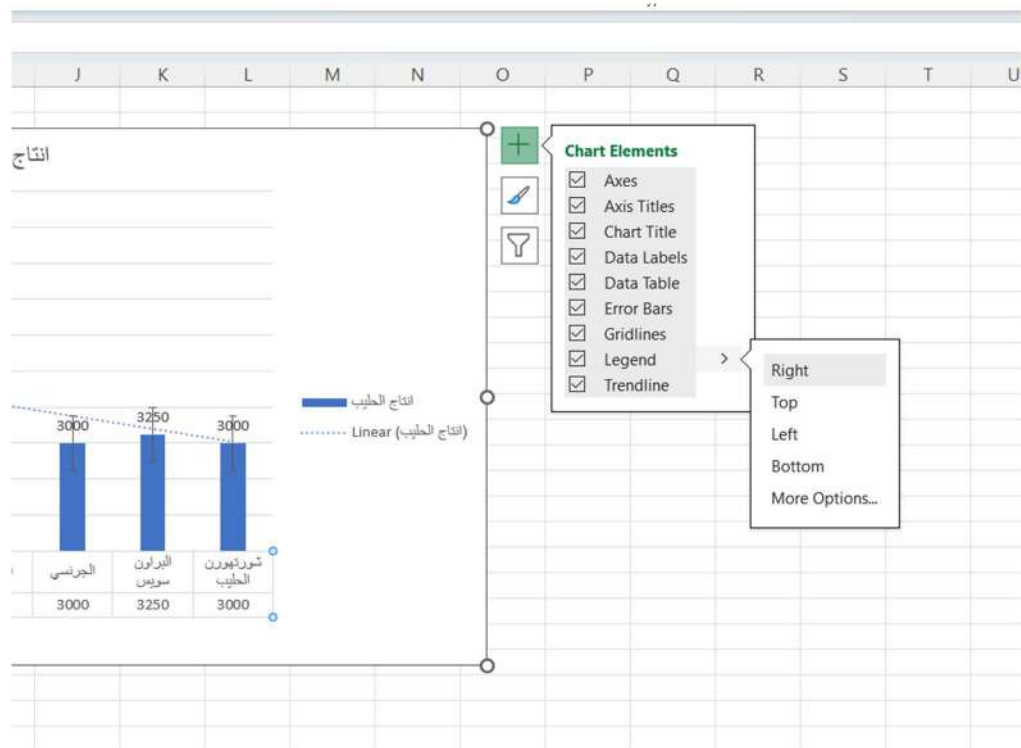 J K L M N O P Q R S T U
انتاج
Chart Elements
Axes
Axis Titles
Chart Title
Data Labels
Data Table
Error Bars
Gridlines
Legend
Trendline
Right
Top
Left
Bottom
More Options...
انتاج الحليب
Linear (انتاج الحليب)
3000 3250 3000
الجرنسي
البراون سويس
شورتهورن الحليب
3000 3250 3000